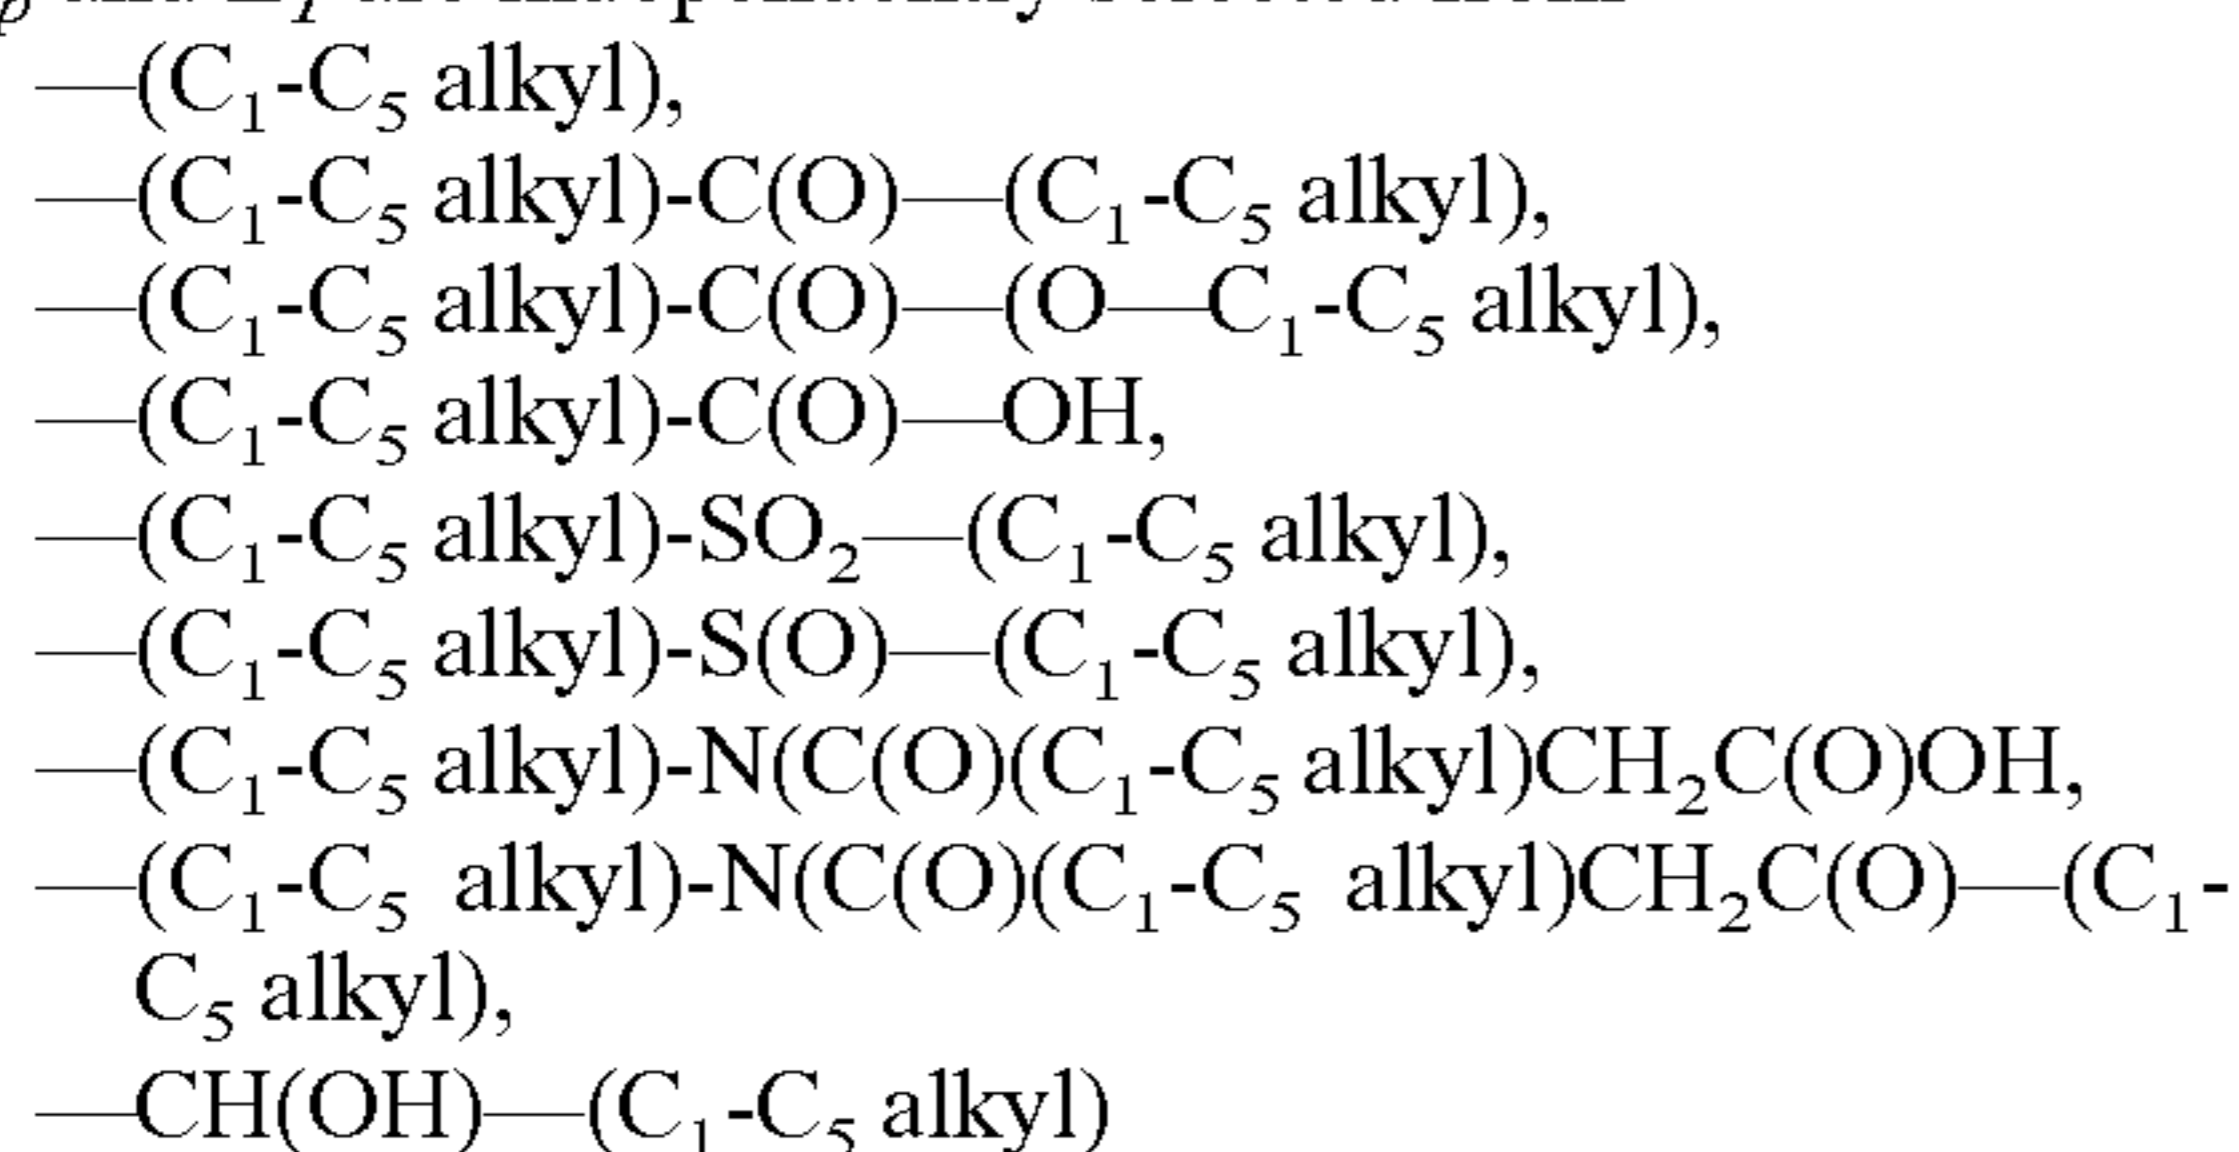 and
—(C₁-C₅ alkyl),
—(C₁-C₅ alkyl)-C(O)—(C₁-C₅ alkyl),
—(C₁-C₅ alkyl)-C(O)—(O—C₁-C₅ alkyl),
—(C₁-C₅ alkyl)-C(O)—OH,
—(C₁-C₅ alkyl)-SO₂—(C₁-C₅ alkyl),
—(C₁-C₅ alkyl)-S(O)—(C₁-C₅ alkyl),
—(C₁-C₅ alkyl)-N(C(O)(C₁-C₅ alkyl)CH₂C(O)OH,
—(C₁-C₅ alkyl)-N(C(O)(C₁-C₅ alkyl)CH₂C(O)—(C₁-
C₅ alkyl),
—CH(OH)—(C₁-C₅ alkyl)